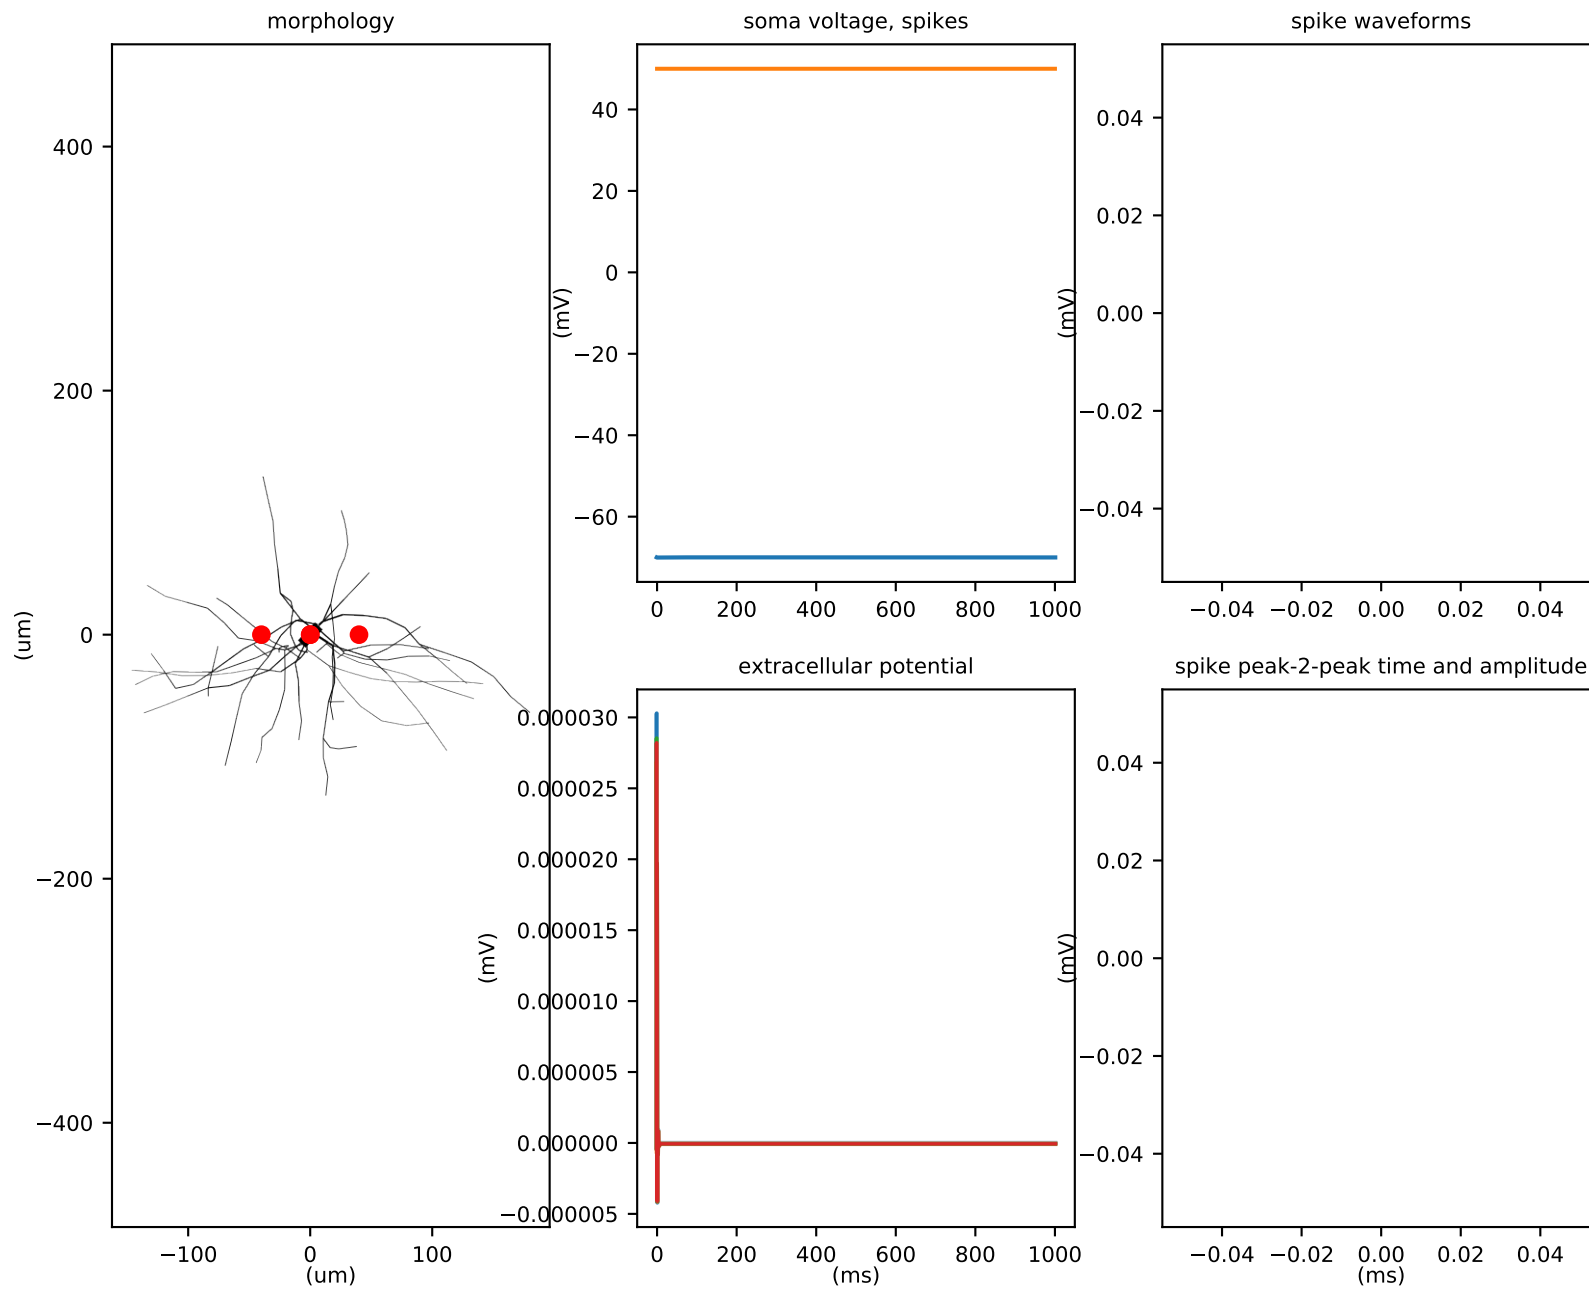 morphology
400
200
0
−200
−400
(um)
−100 0 100
(um)
soma voltage, spikes
40
20
0
−20
−40
−60
(mV)
0 200 400 600 800 1000
spike waveforms
0.04
0.02
0.00
−0.02
−0.04
(mV)
−0.04 −0.02 0.00 0.02 0.04
extracellular potential
0.000030
0.000025
0.000020
0.000015
0.000010
0.000005
0.000000
−0.000005
(mV)
0 200 400 600 800 1000
(ms)
spike peak-2-peak time and amplitude
0.04
0.02
0.00
−0.02
−0.04
(mV)
−0.04 −0.02 0.00 0.02 0.04
(ms)